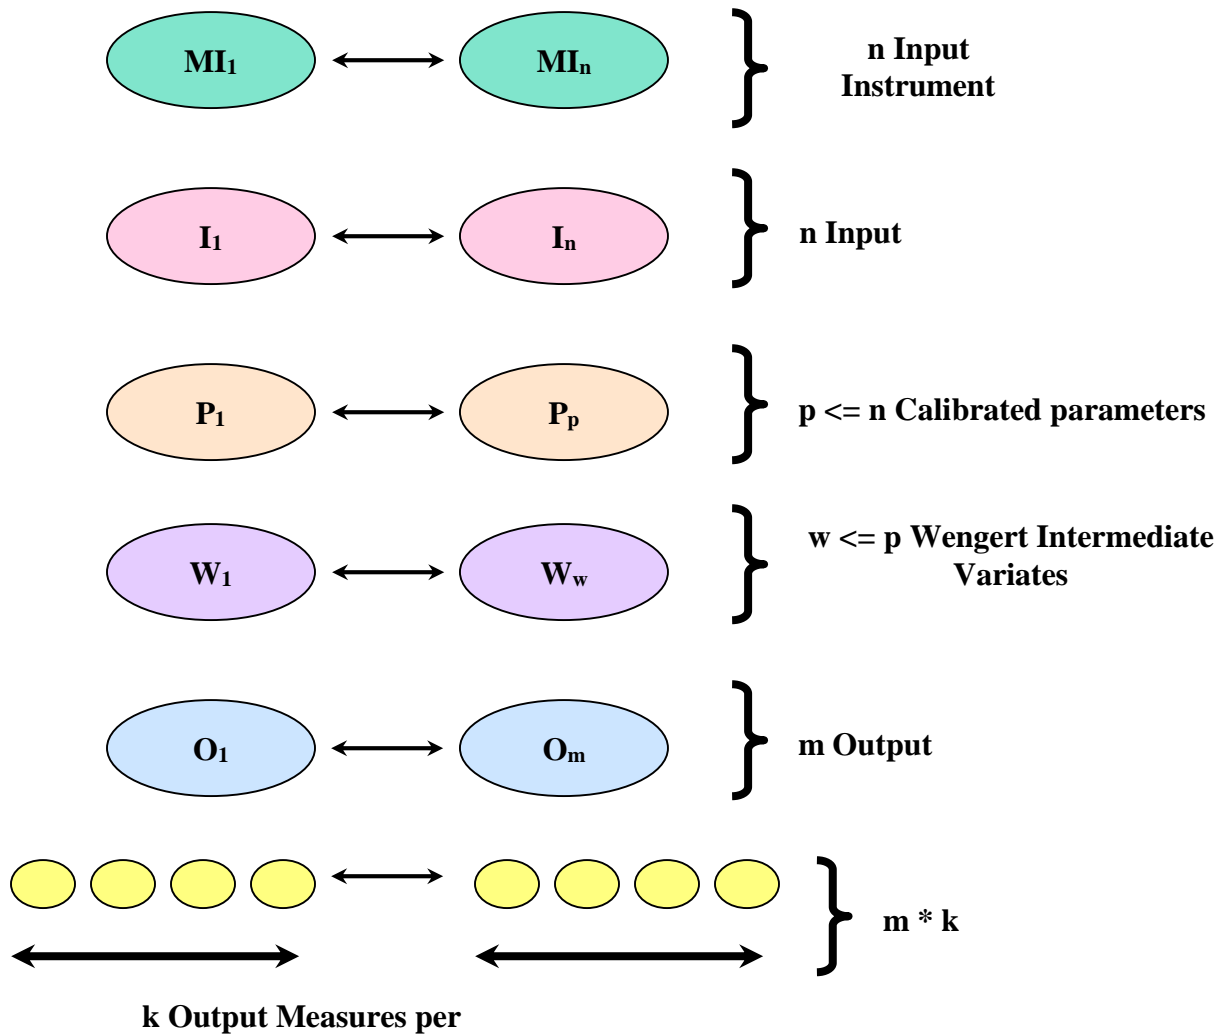 MI₁ MIₙ
n Input
Instrument
I₁ Iₙ
n Input
P₁ Pₚ
p <= n Calibrated parameters
W₁ W_w
w <= p Wengert Intermediate
Variates
O₁ Oₘ
m Output
m * k
k Output Measures per